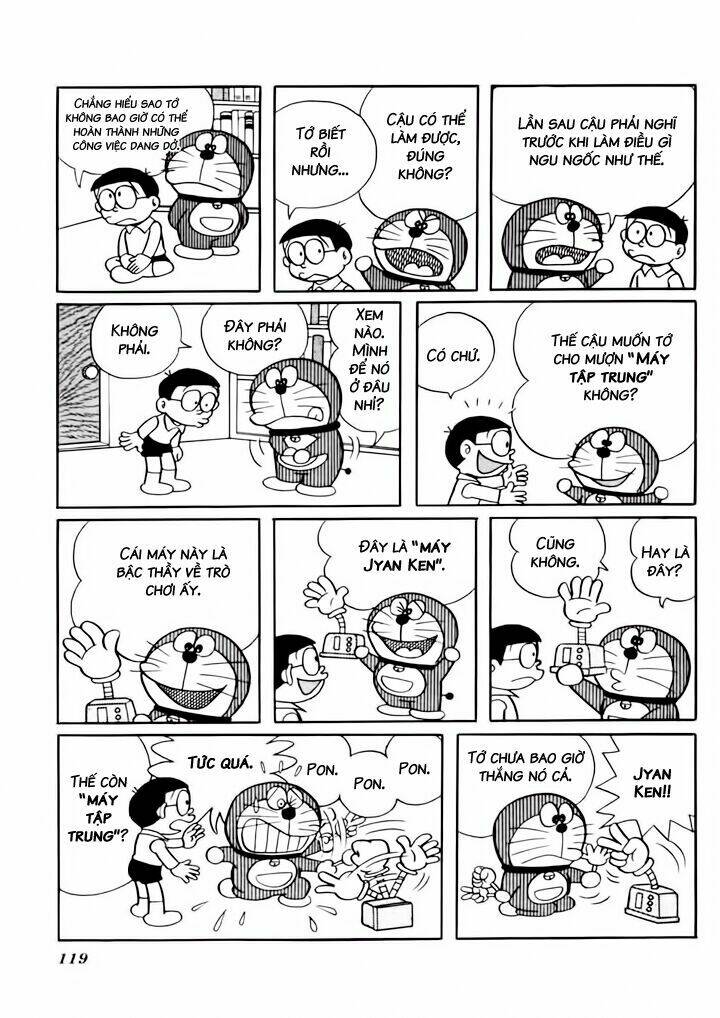 Chẳng hiểu sao tớ
không bao giờ có thể
hoàn thành những
công việc dang dở.
Tớ biết
rồi
nhưng...
Cậu có thể
làm được,
đúng
không?
Lần sau cậu phải nghĩ
trước khi làm điều gì
ngu ngốc như thế.
Không
phải.
Đây phải
không?
Xem
nào.
Mình
để nó
ở đâu
nhỉ?
Có chứ.
Thế cậu muốn tớ
cho mượn "MÁY
TẬP TRUNG"
không?
Cái máy này là
bậc thầy về trò
chơi ấy.
Đây là "MÁY
JYAN KEN".
Cũng
không.
Hay là
đây?
Thế còn
"MÁY
TẬP
TRUNG"?
Tức quá.
Pon.
Pon.
Pon.
Tớ chưa bao giờ
thắng nó cả.
Jyan
Ken!!
119